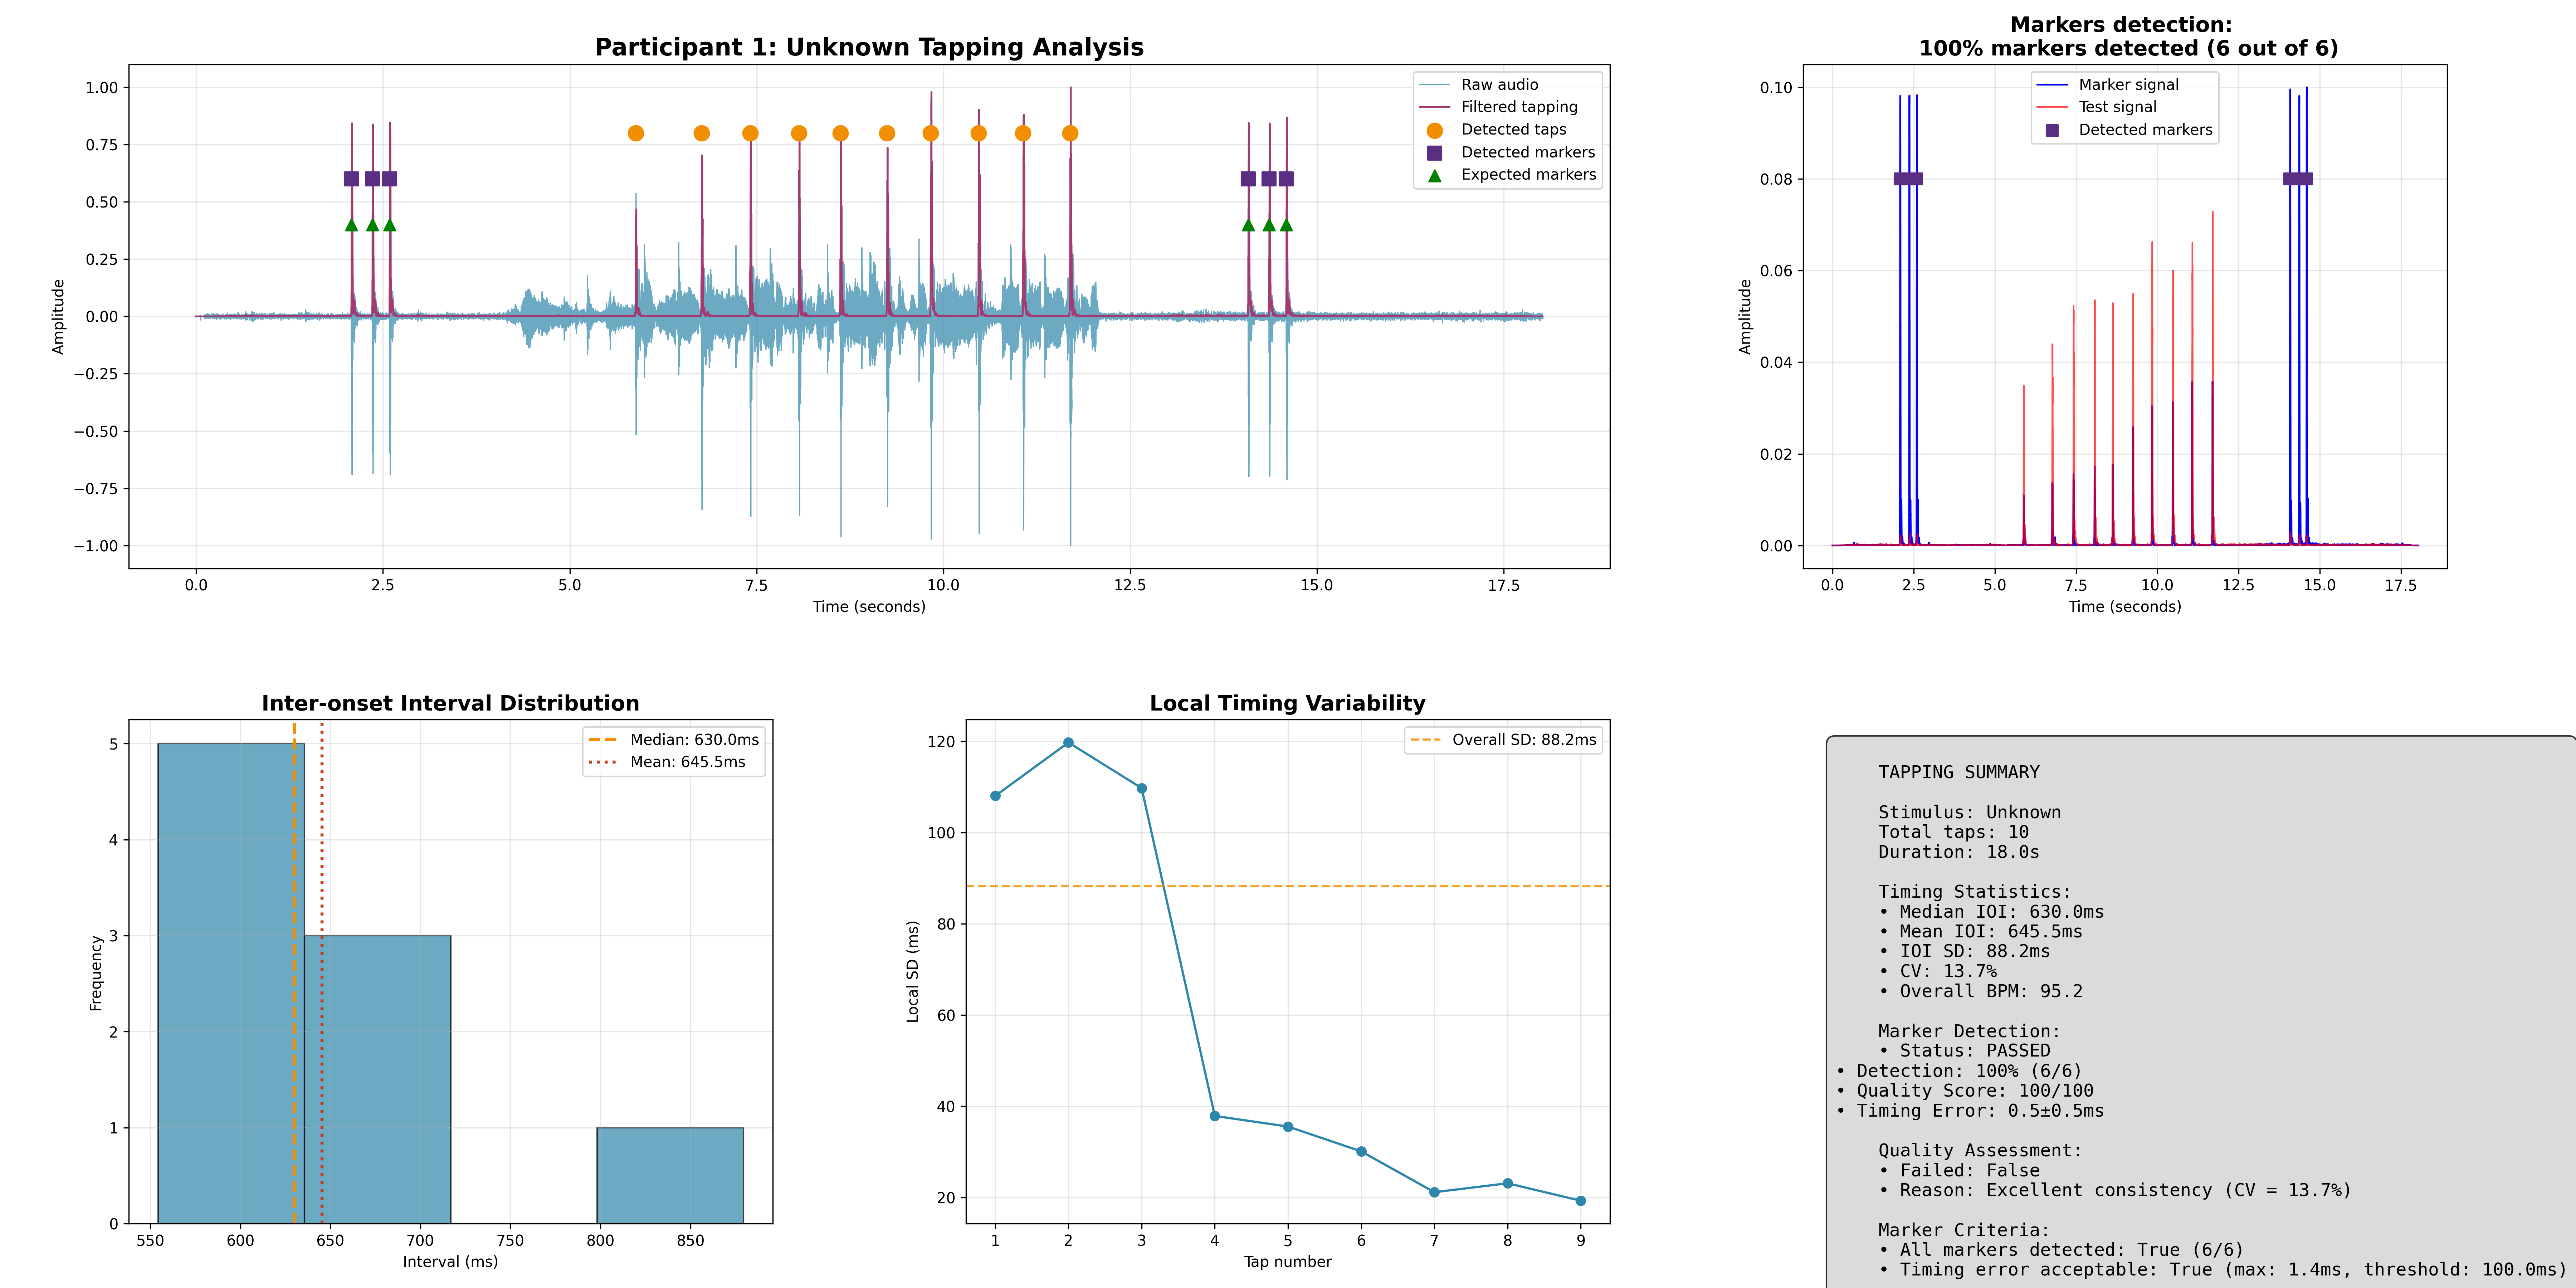 Participant 1: Unknown Tapping Analysis
1.00
0.75
0.50
0.25
0.00
−0.25
−0.50
−0.75
−1.00
Amplitude
0.0 2.5 5.0 7.5 10.0 12.5 15.0 17.5
Time (seconds)
Raw audio
Filtered tapping
Detected taps
Detected markers
Expected markers
Markers detection:
100% markers detected (6 out of 6)
0.10
0.08
0.06
0.04
0.02
0.00
Amplitude
0.0 2.5 5.0 7.5 10.0 12.5 15.0 17.5
Time (seconds)
Marker signal
Test signal
Detected markers
Inter-onset Interval Distribution
5
4
3
2
1
0
Frequency
550 600 650 700 750 800 850
Interval (ms)
Median: 630.0ms
Mean: 645.5ms
Local Timing Variability
120
100
80
60
40
20
Local SD (ms)
1 2 3 4 5 6 7 8 9
Tap number
Overall SD: 88.2ms
TAPPING SUMMARY
Stimulus: Unknown
Total taps: 10
Duration: 18.0s
Timing Statistics:
• Median IOI: 630.0ms
• Mean IOI: 645.5ms
• IOI SD: 88.2ms
• CV: 13.7%
• Overall BPM: 95.2
Marker Detection:
• Status: PASSED
• Detection: 100% (6/6)
• Quality Score: 100/100
• Timing Error: 0.5±0.5ms
Quality Assessment:
• Failed: False
• Reason: Excellent consistency (CV = 13.7%)
Marker Criteria:
• All markers detected: True (6/6)
• Timing error acceptable: True (max: 1.4ms, threshold: 100.0ms)